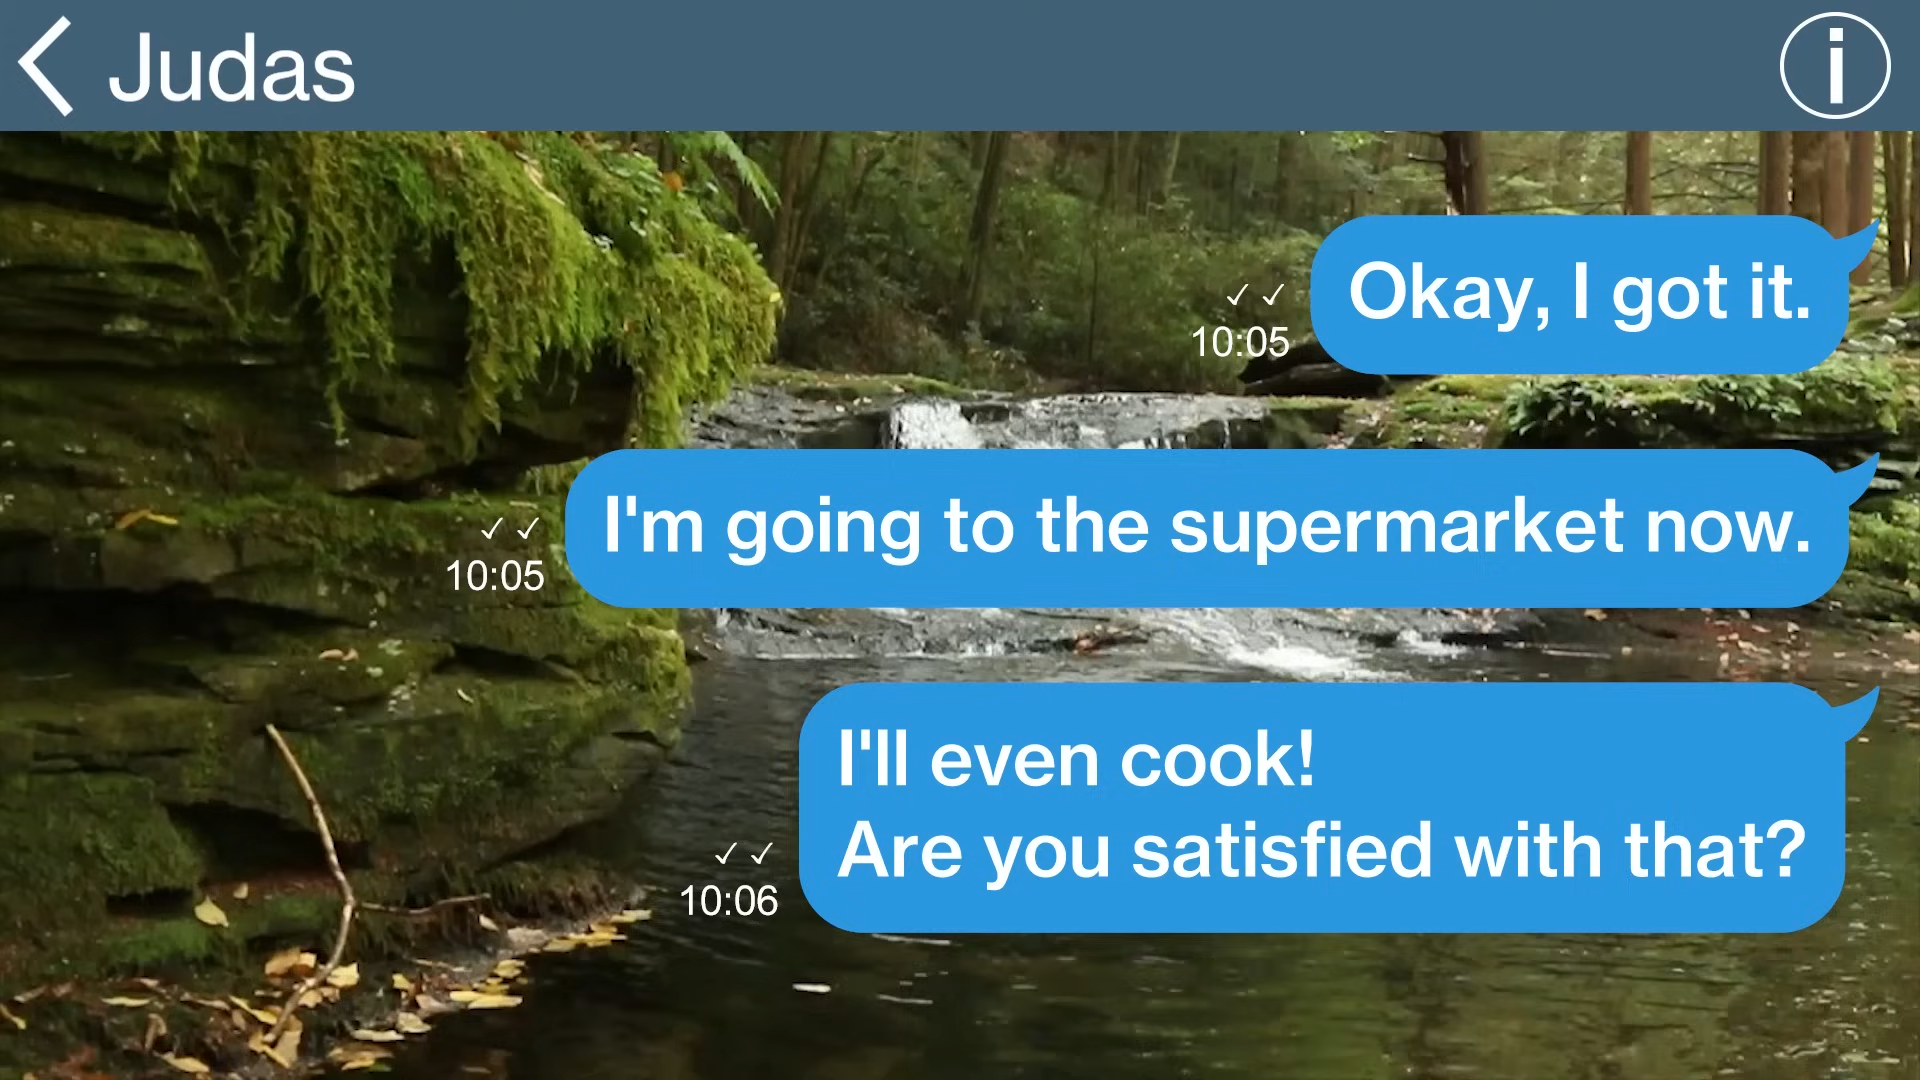 Judas
Okay, I got it.
10:05
I'm going to the supermarket now.
10:05
I'll even cook!
Are you satisfied with that?
10:06